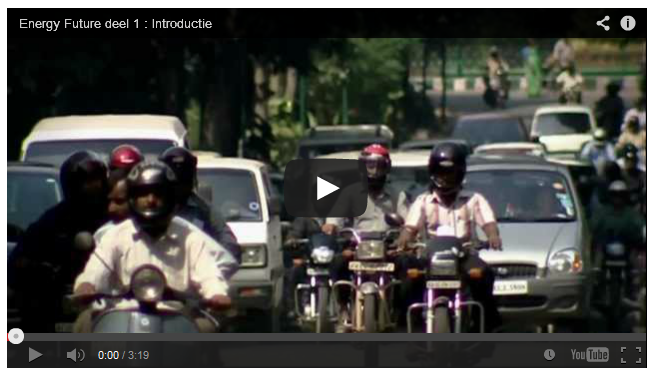 Energy Future deel 1 : Introductie
0:00 / 3:19
YouTube